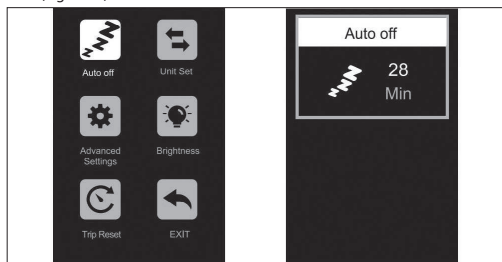 Auto off
Unit Set
Advanced
Settings
Brightness
Trip Reset
EXIT
Auto off
28
Min